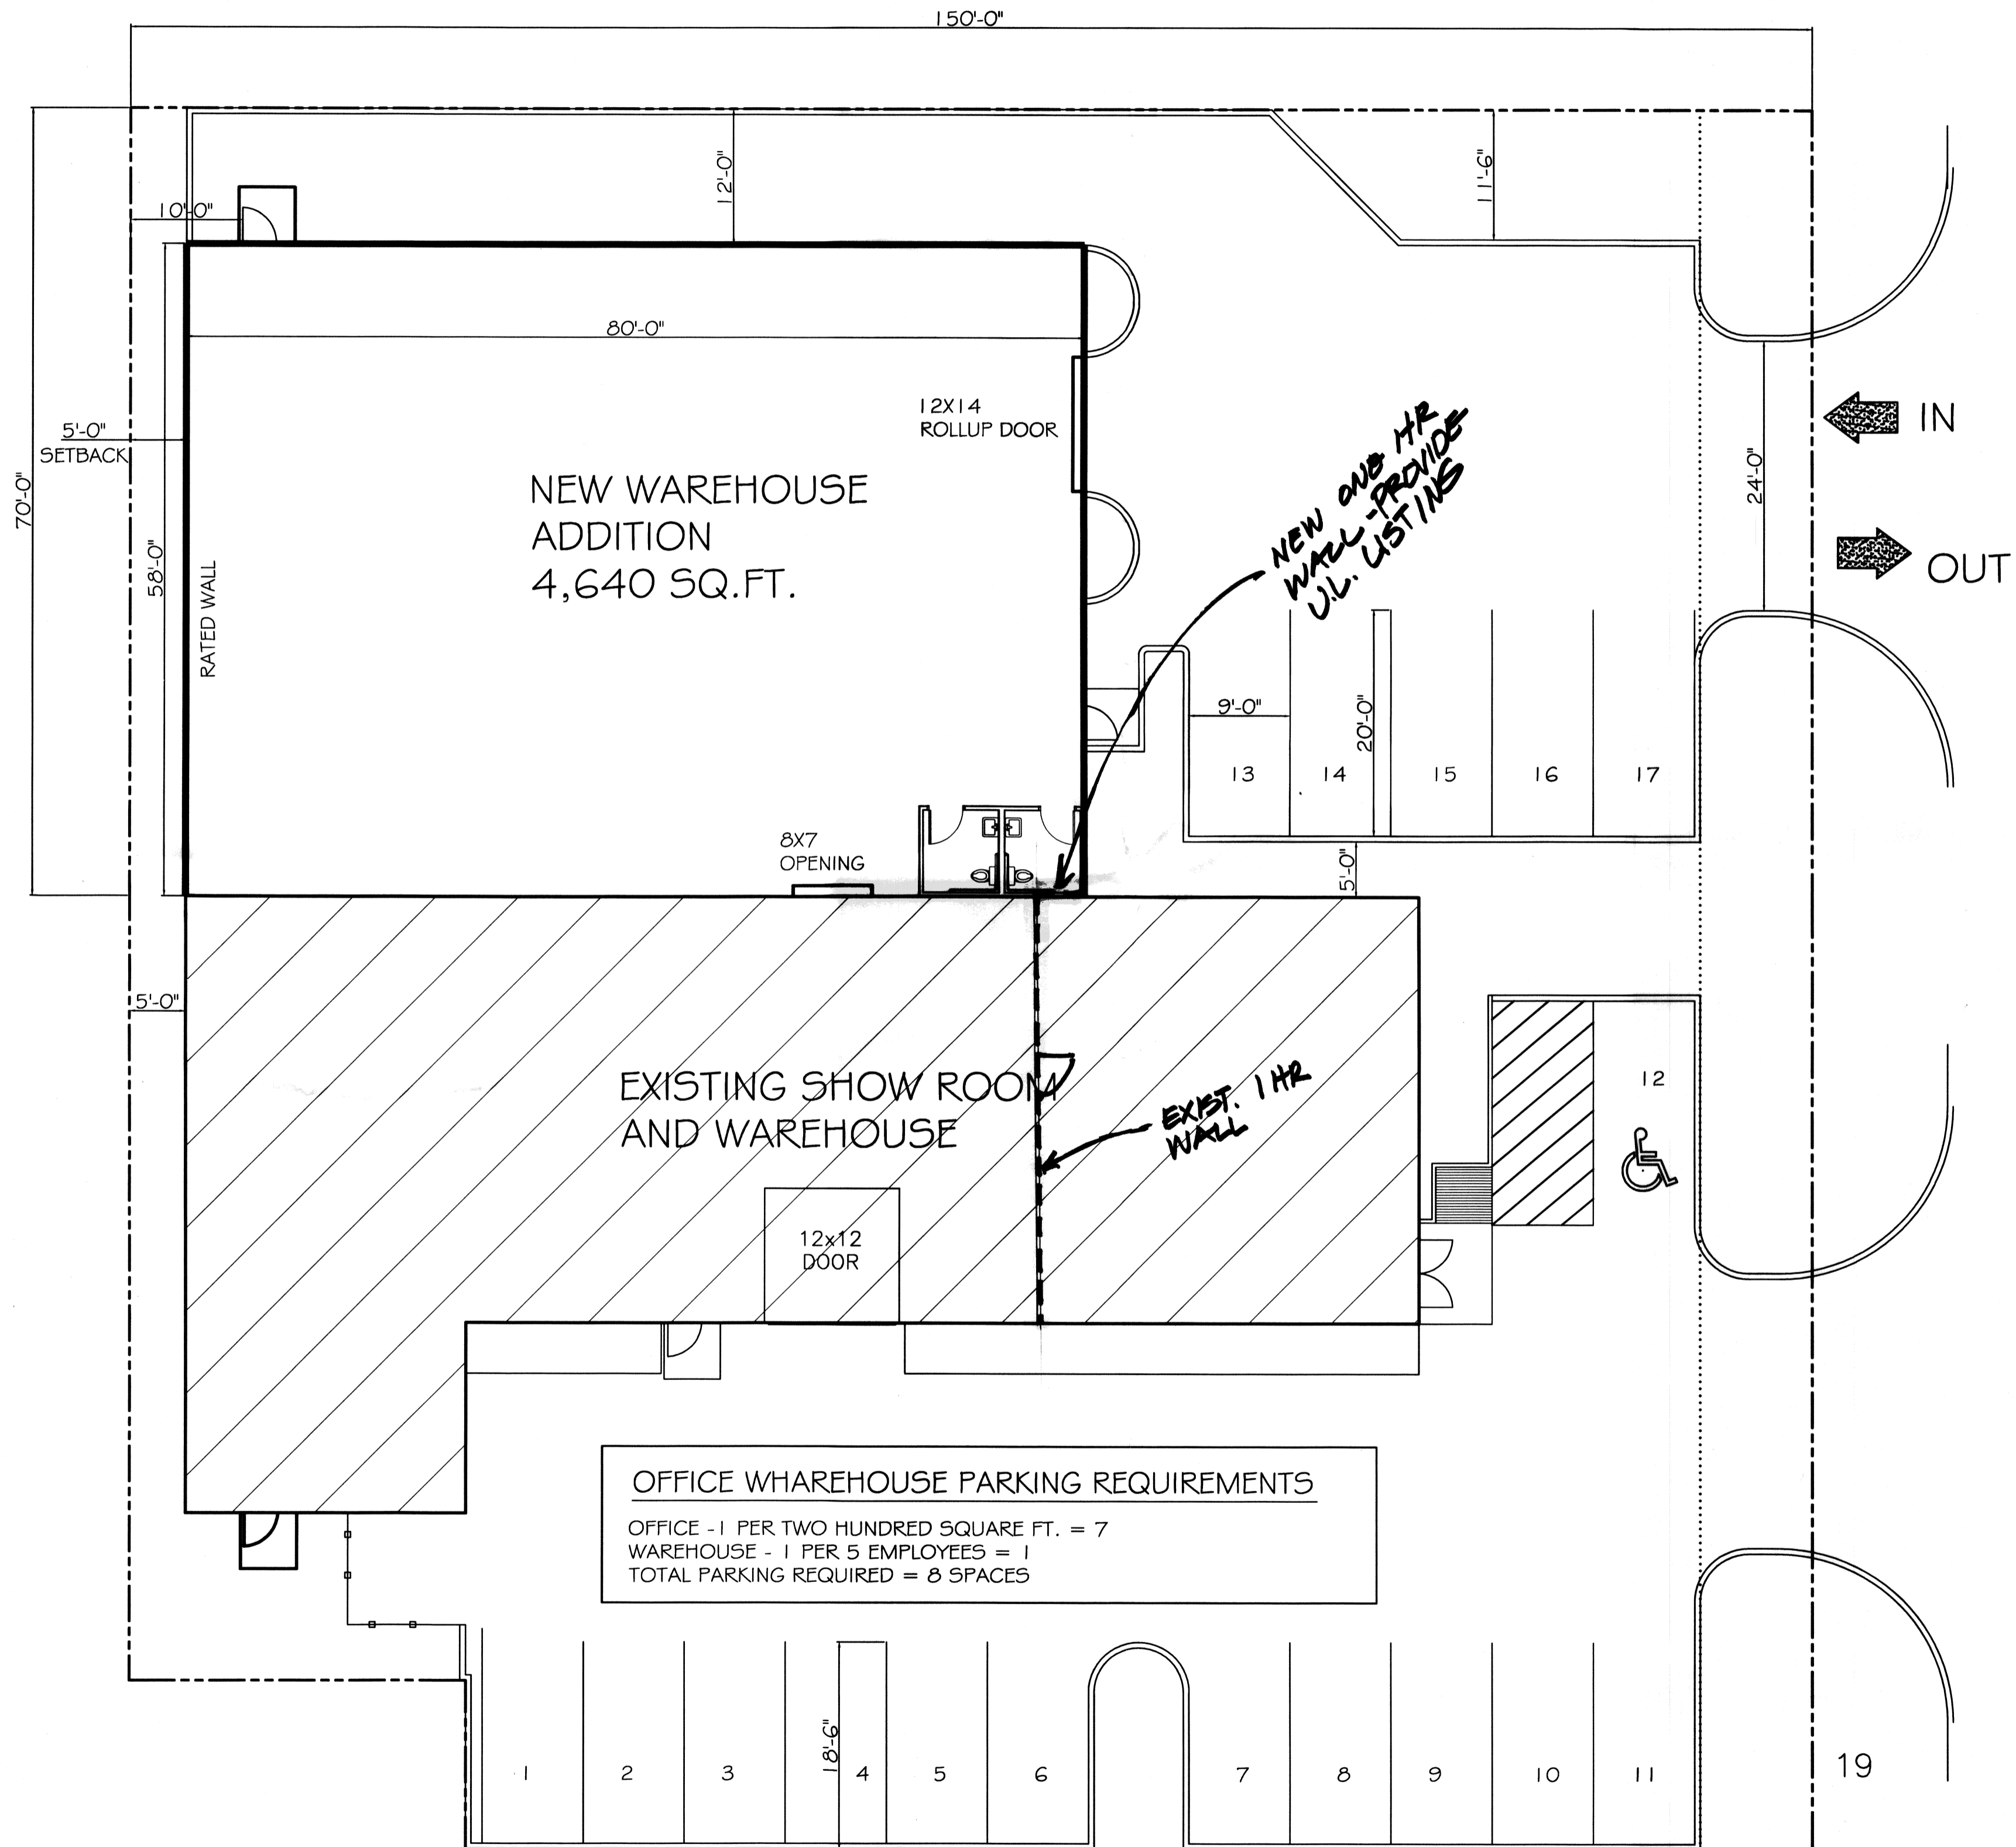 150'-0"
12'-0"
11'-6"
10'-0"
70'-0"
80'-0"
12X14
ROLLUP DOOR
5'-0"
SETBACK
58'-0"
RATED WALL
NEW WAREHOUSE
ADDITION
4,640 SQ.FT.
NEW ONE HR
WALL-PROVIDE
U.L. LISTING
IN
24'-0"
OUT
9'-0"
20'-0"
13
14
15
16
17
8X7
OPENING
5'-0"
5'-0"
EXISTING SHOW ROOM
AND WAREHOUSE
EXIST. 1 HR
WALL
12
12x12
DOOR
OFFICE WHAREHOUSE PARKING REQUIREMENTS
OFFICE -1 PER TWO HUNDRED SQUARE FT. = 7
WAREHOUSE - 1 PER 5 EMPLOYEES = 1
TOTAL PARKING REQUIRED = 8 SPACES
18'-6"
1
2
3
4
5
6
7
8
9
10
11
19